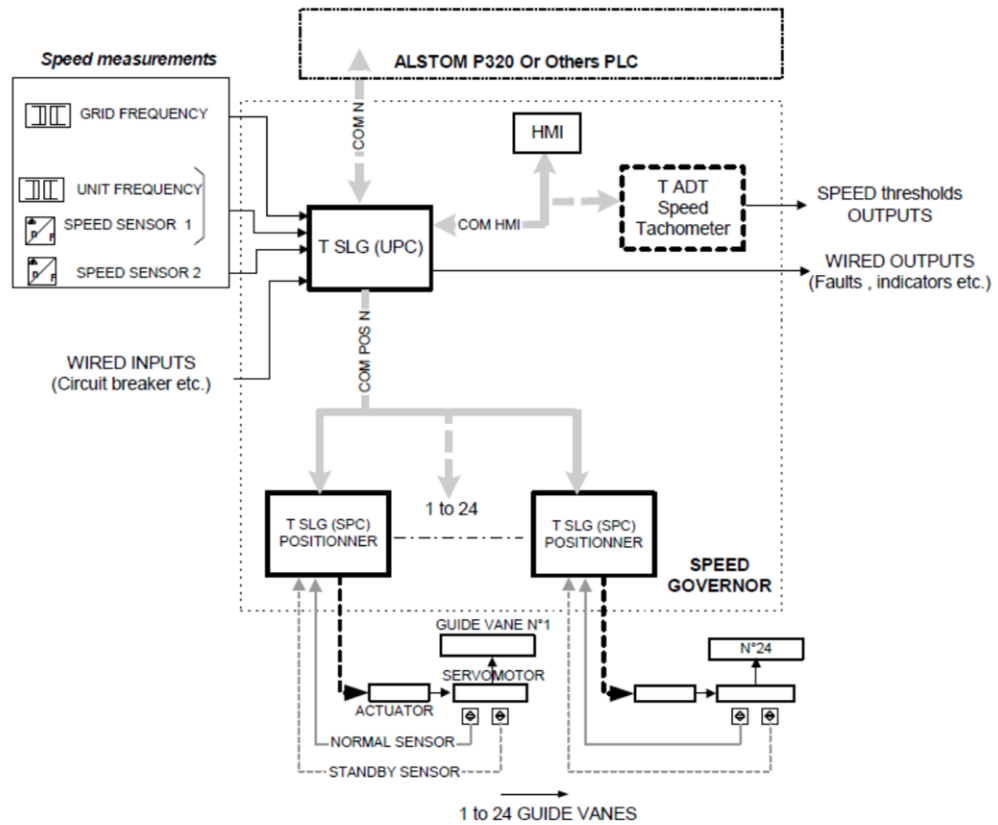 ALSTOM P320 Or Others PLC
Speed measurements
GRID FREQUENCY
UNIT FREQUENCY
SPEED SENSOR 1
SPEED SENSOR 2
COM N
HMI
COM HMI
T ADT
Speed
Tachometer
SPEED thresholds
OUTPUTS
T SLG (UPC)
WIRED OUTPUTS
(Faults , indicators etc.)
WIRED INPUTS
(Circuit breaker etc.)
COM POS N
1 to 24
T SLG (SPC)
POSITIONNER
T SLG (SPC)
POSITIONNER
SPEED
GOVERNOR
GUIDE VANE N°1
SERVOMOTOR
ACTUATOR
NORMAL SENSOR
STANDBY SENSOR
N°24
1 to 24 GUIDE VANES